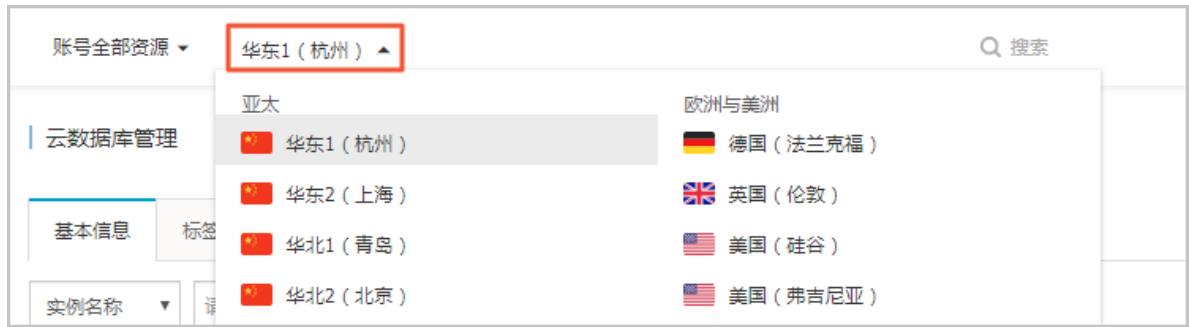 账号全部资源
华东1（杭州）
搜索
云数据库管理
基本信息
标签
实例名称
请
亚太
华东1（杭州）
华东2（上海）
华北1（青岛）
华北2（北京）
欧洲与美洲
德国（法兰克福）
英国（伦敦）
美国（硅谷）
美国（弗吉尼亚）